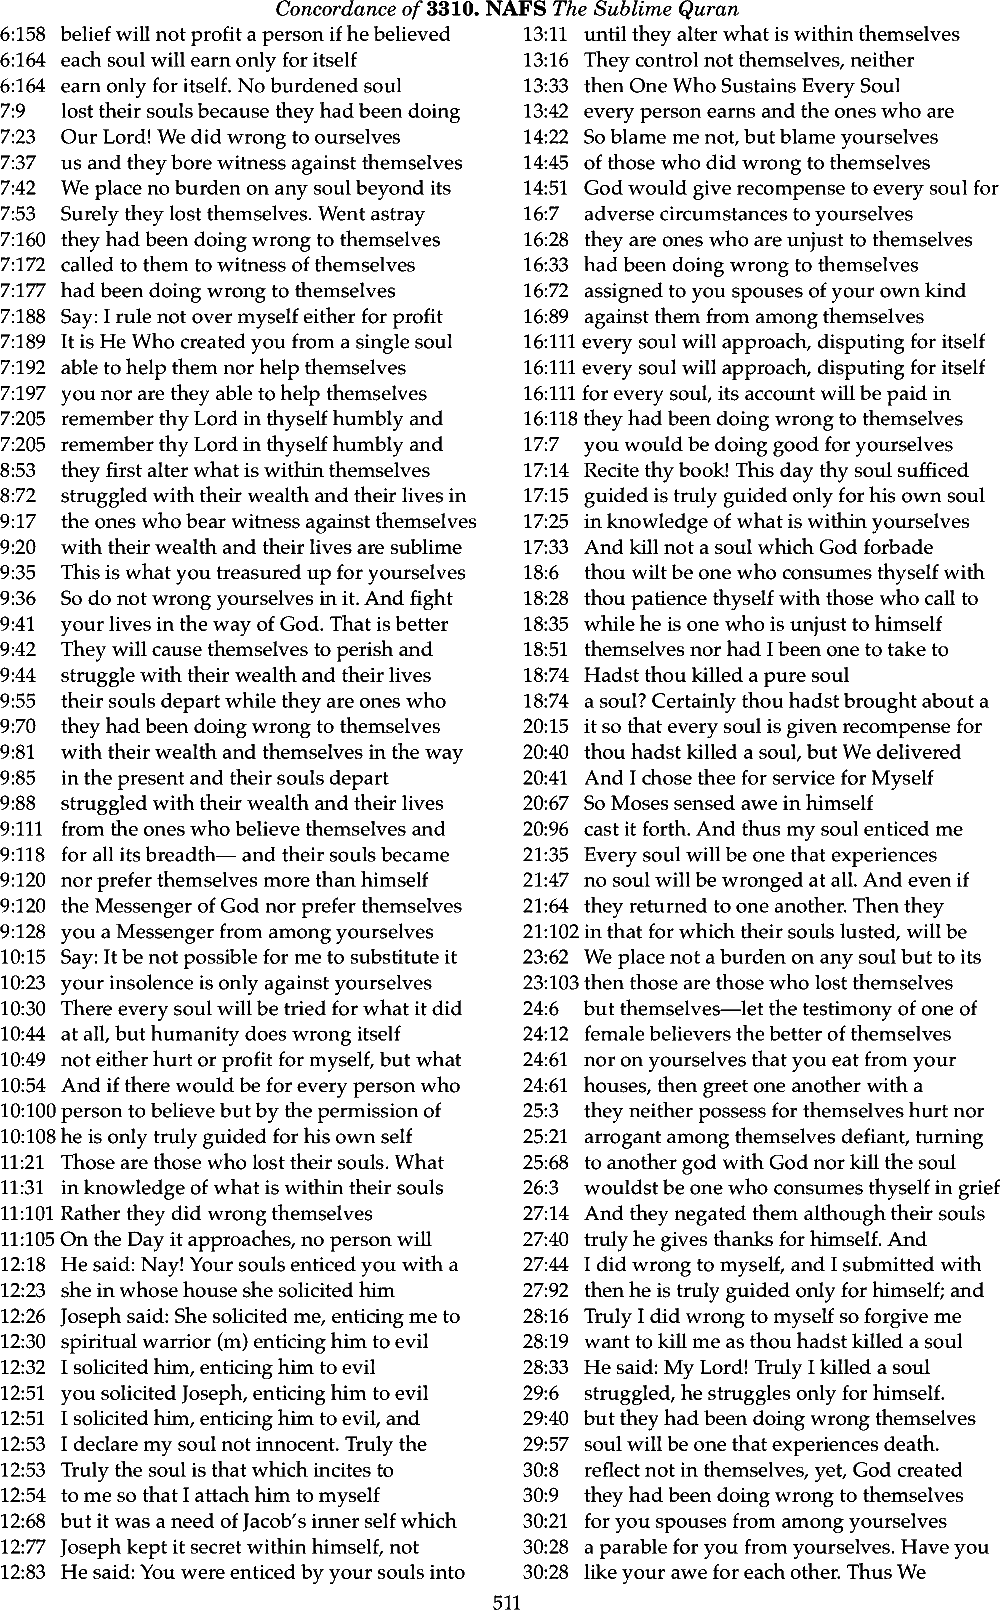 Concordance of 3310. NAFS The Sublime Quran
6:158 belief will not profit a person if he believed
6:164 each soul will earn only for itself
6:164 earn only for itself. No burdened soul
7:9 lost their souls because they had been doing
7:23 Our Lord! We did wrong to ourselves
7:37 us and they bore witness against themselves
7:42 We place no burden on any soul beyond its
7:53 Surely they lost themselves. Went astray
7:160 they had been doing wrong to themselves
7:172 called to them to witness of themselves
7:177 had been doing wrong to themselves
7:188 Say: I rule not over myself either for profit
7:189 It is He Who created you from a single soul
7:192 able to help them nor help themselves
7:197 you nor are they able to help themselves
7:205 remember thy Lord in thyself humbly and
7:205 remember thy Lord in thyself humbly and
8:53 they first alter what is within themselves
8:72 struggled with their wealth and their lives in
9:17 the ones who bear witness against themselves
9:20 with their wealth and their lives are sublime
9:35 This is what you treasured up for yourselves
9:36 So do not wrong yourselves in it. And fight
9:41 your lives in the way of God. That is better
9:42 They will cause themselves to perish and
9:44 struggle with their wealth and their lives
9:55 their souls depart while they are ones who
9:70 they had been doing wrong to themselves
9:81 with their wealth and themselves in the way
9:85 in the present and their souls depart
9:88 struggled with their wealth and their lives
9:111 from the ones who believe themselves and
9:118 for all its breadth— and their souls became
9:120 nor prefer themselves more than himself
9:120 the Messenger of God nor prefer themselves
9:128 you a Messenger from among yourselves
10:15 Say: It be not possible for me to substitute it
10:23 your insolence is only against yourselves
10:30 There every soul will be tried for what it did
10:44 at all, but humanity does wrong itself
10:49 not either hurt or profit for myself, but what
10:54 And if there would be for every person who
10:100 person to believe but by the permission of
10:108 he is only truly guided for his own self
11:21 Those are those who lost their souls. What
11:31 in knowledge of what is within their souls
11:101 Rather they did wrong themselves
11:105 On the Day it approaches, no person will
12:18 He said: Nay! Your souls enticed you with a
12:23 she in whose house she solicited him
12:26 Joseph said: She solicited me, enticing me to
12:30 spiritual warrior (m) enticing him to evil
12:32 I solicited him, enticing him to evil
12:51 you solicited Joseph, enticing him to evil
12:51 I solicited him, enticing him to evil, and
12:53 I declare my soul not innocent. Truly the
12:53 Truly the soul is that which incites to
12:54 to me so that I attach him to myself
12:68 but it was a need of Jacob's inner self which
12:77 Joseph kept it secret within himself, not
12:83 He said: You were enticed by your souls into
13:11 until they alter what is within themselves
13:16 They control not themselves, neither
13:33 then One Who Sustains Every Soul
13:42 every person earns and the ones who are
14:22 So blame me not, but blame yourselves
14:45 of those who did wrong to themselves
14:51 God would give recompense to every soul for
16:7 adverse circumstances to yourselves
16:28 they are ones who are unjust to themselves
16:33 had been doing wrong to themselves
16:72 assigned to you spouses of your own kind
16:89 against them from among themselves
16:111 every soul will approach, disputing for itself
16:111 every soul will approach, disputing for itself
16:111 for every soul, its account will be paid in
16:118 they had been doing wrong to themselves
17:7 you would be doing good for yourselves
17:14 Recite thy book! This day thy soul sufficed
17:15 guided is truly guided only for his own soul
17:25 in knowledge of what is within yourselves
17:33 And kill not a soul which God forbade
18:6 thou wilt be one who consumes thyself with
18:28 thou patience thyself with those who call to
18:35 while he is one who is unjust to himself
18:51 themselves nor had I been one to take to
18:74 Hadst thou killed a pure soul
18:74 a soul? Certainly thou hadst brought about a
20:15 it so that every soul is given recompense for
20:40 thou hadst killed a soul, but We delivered
20:41 And I chose thee for service for Myself
20:67 So Moses sensed awe in himself
20:96 cast it forth. And thus my soul enticed me
21:35 Every soul will be one that experiences
21:47 no soul will be wronged at all. And even if
21:64 they returned to one another. Then they
21:102 in that for which their souls lusted, will be
23:62 We place not a burden on any soul but to its
23:103 then those are those who lost themselves
24:6 but themselves—let the testimony of one of
24:12 female believers the better of themselves
24:61 nor on yourselves that you eat from your
24:61 houses, then greet one another with a
25:3 they neither possess for themselves hurt nor
25:21 arrogant among themselves defiant, turning
25:68 to another god with God nor kill the soul
26:3 wouldst be one who consumes thyself in grief
27:14 And they negated them although their souls
27:40 truly he gives thanks for himself. And
27:44 I did wrong to myself, and I submitted with
27:92 then he is truly guided only for himself; and
28:16 Truly I did wrong to myself so forgive me
28:19 want to kill me as thou hadst killed a soul
28:33 He said: My Lord! Truly I killed a soul
29:6 struggled, he struggles only for himself.
29:40 but they had been doing wrong themselves
29:57 soul will be one that experiences death.
30:8 reflect not in themselves, yet, God created
30:9 they had been doing wrong to themselves
30:21 for you spouses from among yourselves
30:28 a parable for you from yourselves. Have you
30:28 like your awe for each other. Thus We
511